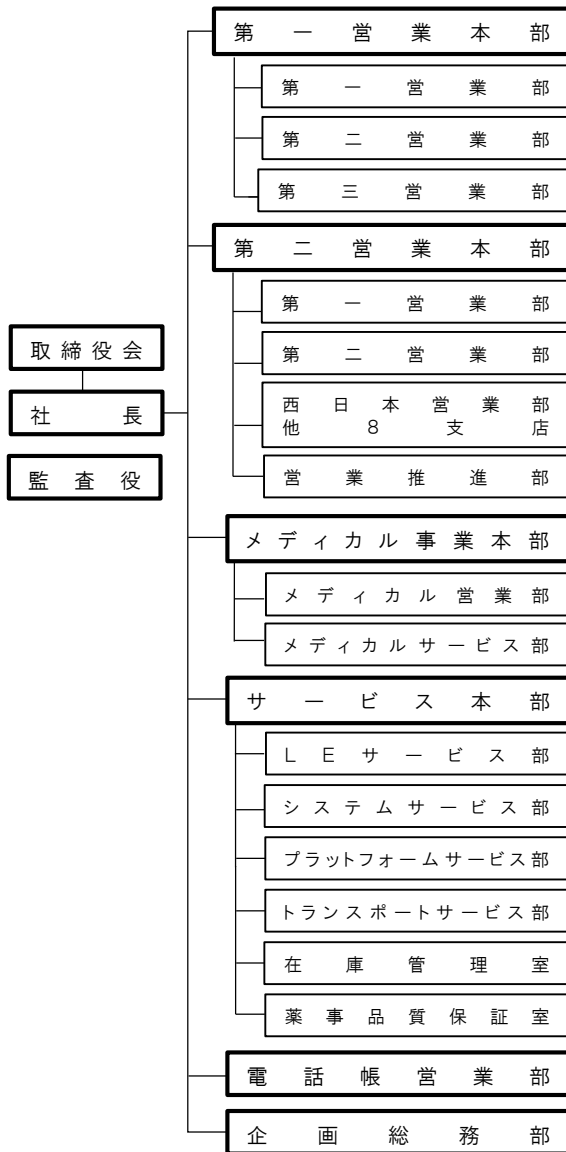 第一営業本部
第一営業部
第二営業部
第三営業部
第二営業本部
第一営業部
第二営業部
西日本営業部
他8支店
営業推進部
取締役会
社長
監査役
メディカル事業本部
メディカル営業部
メディカルサービス部
サービス本部
LEサービス部
システムサービス部
プラットフォームサービス部
トランスポートサービス部
在庫管理室
薬事品質保証室
電話帳営業部
企画総務部